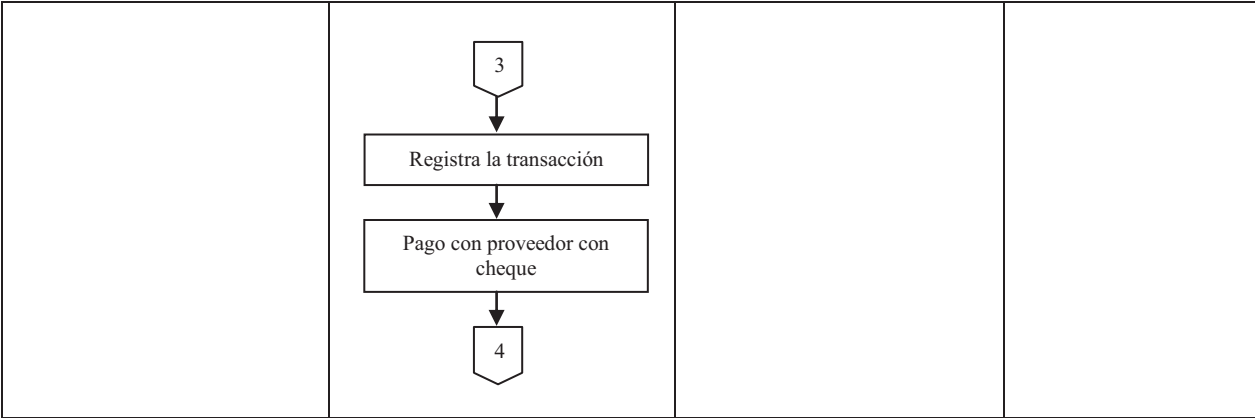 3
Registra la transacción
Pago con proveedor con
cheque
4